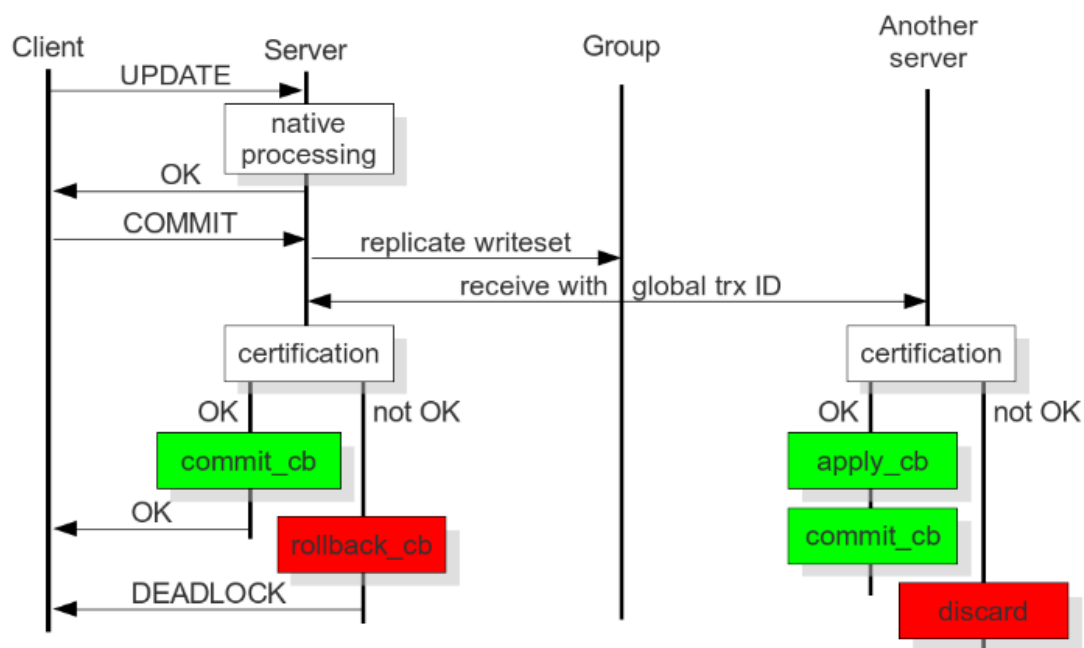 Client
Server
Group
Another
server
UPDATE
native
processing
OK
COMMIT
replicate writeset
receive with global trx ID
certification
certification
OK
not OK
OK
not OK
commit_cb
apply_cb
OK
rollback_cb
commit_cb
DEADLOCK
discard